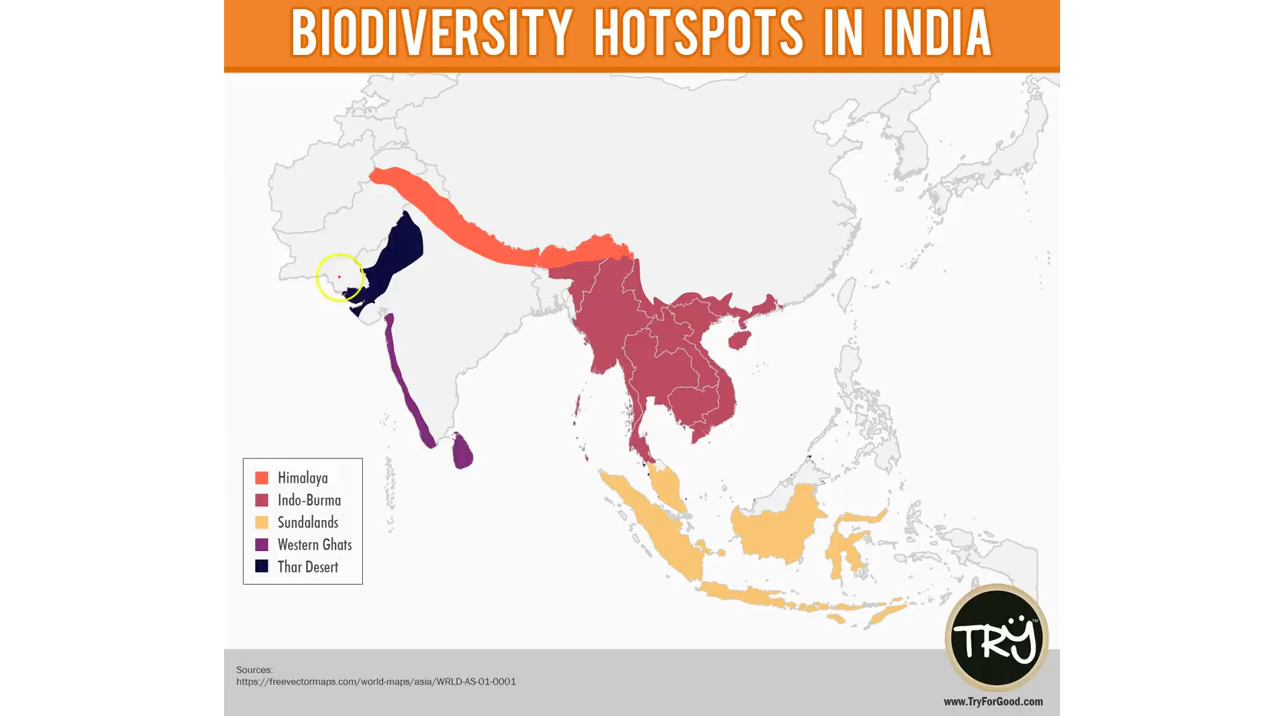 BIODIVERSITY HOTSPOTS IN INDIA
Himalaya
Indo-Burma
Sundalands
Western Ghats
Thar Desert
TRY
TM
Sources:
https://freevectormaps.com/world-maps/asia/WRLD-AS-01-0001
www.TryForGood.com